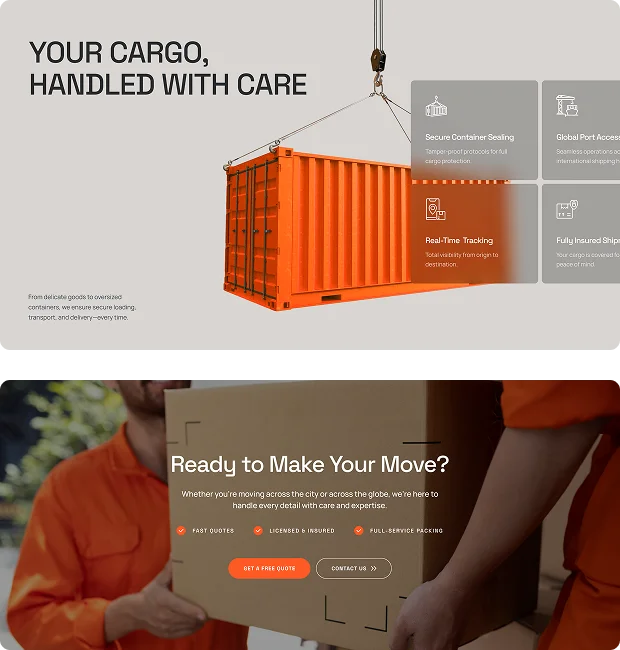 YOUR CARGO,
HANDLED WITH CARE
Secure Container Sealing
Tamper-proof protocols for full
cargo protection.
Global Port Access
Seamless operations
international shipping
Real-Time Tracking
Total visibility from origin to
destination.
Fully Insured
Your cargo is covered
peace of mind.
From delicate goods to oversized
containers, we ensure secure loading,
transport, and delivery—every time.
Ready to Make Your Move?
Whether you're moving across the city or across the globe, we're here to
handle every detail with care and expertise.
FAST QUOTES
LICENSED & INSURED
FULL-SERVICE PACKING
GET A FREE QUOTE
CONTACT US